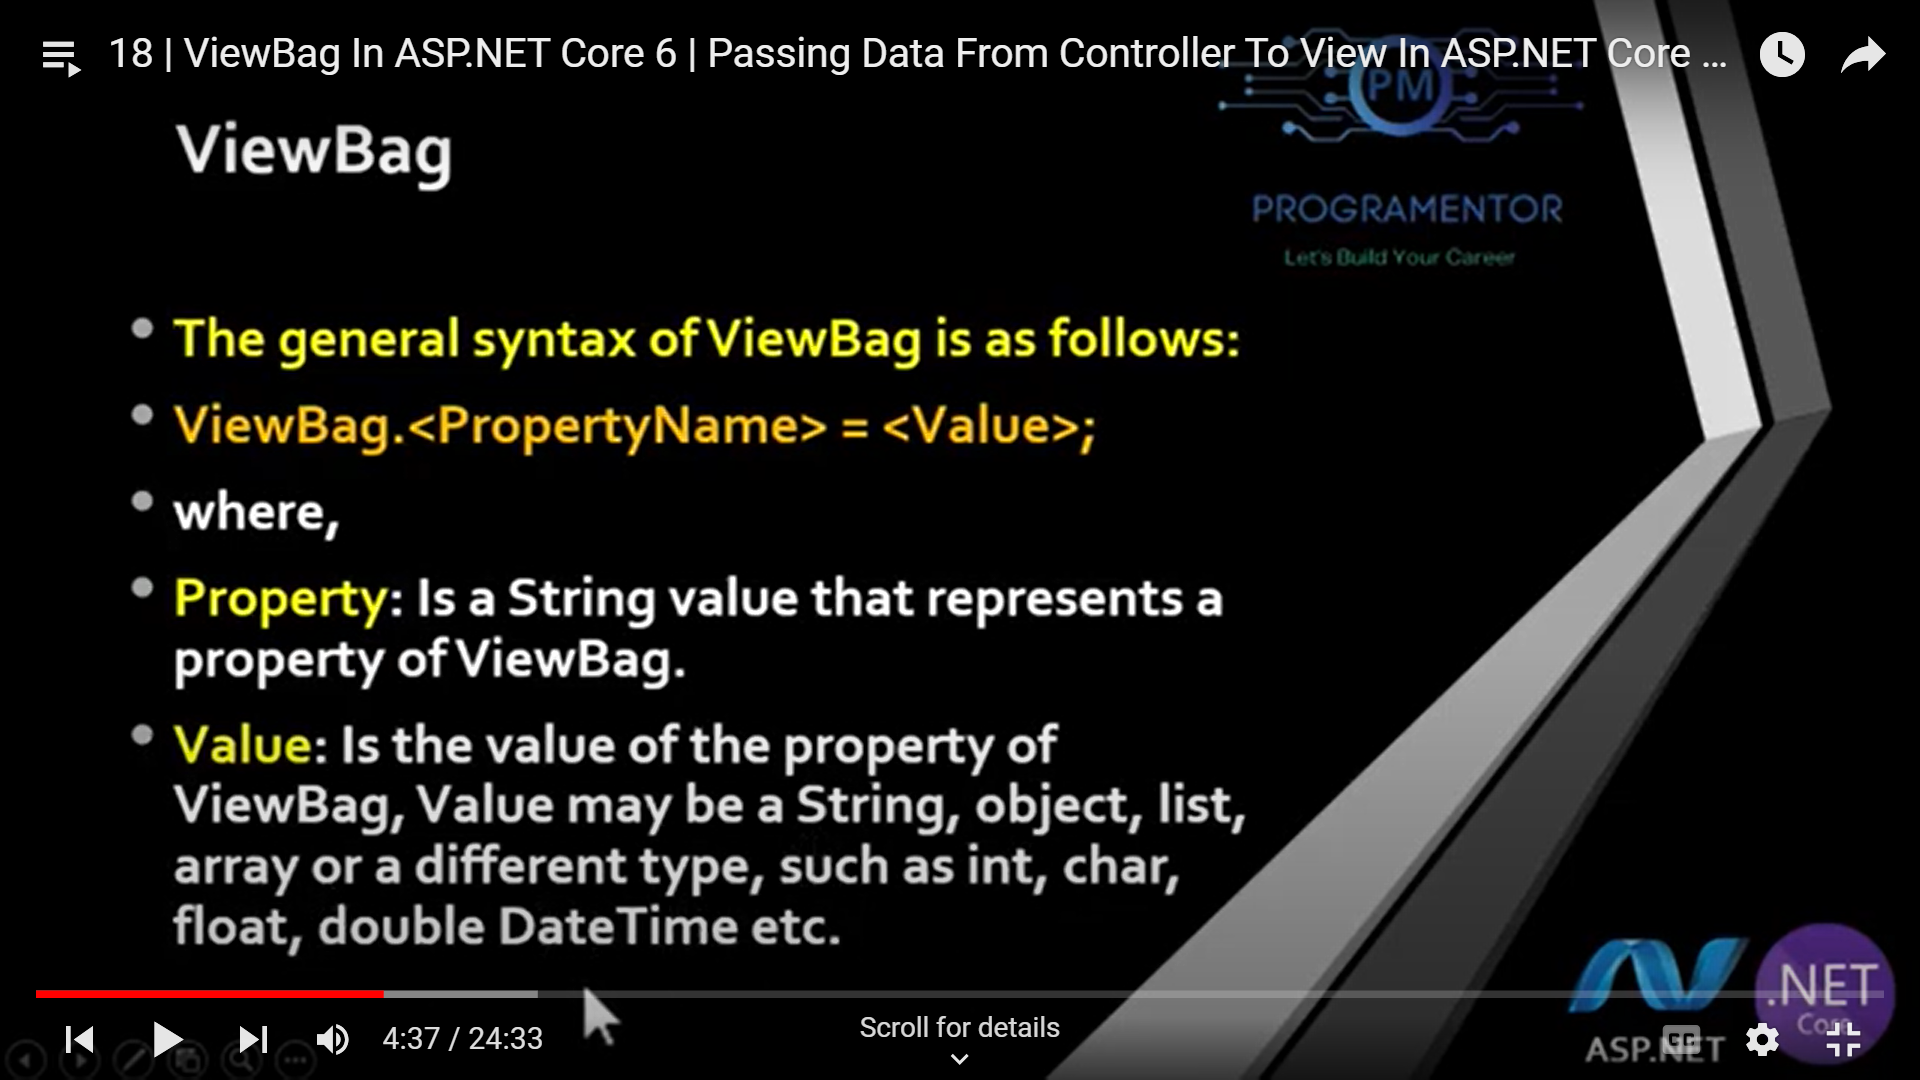 18 | ViewBag In ASP.NET Core 6 | Passing Data From Controller To View In ASP.NET Core ...
PM
ViewBag
PROGRAMENTOR
Let's Build Your Career
The general syntax of ViewBag is as follows:
ViewBag.<PropertyName> = <Value>;
where,
Property: Is a String value that represents a
property of ViewBag.
Value: Is the value of the property of
ViewBag, Value may be a String, object, list,
array or a different type, such as int, char,
float, double DateTime etc.
4:37 / 24:33
Scroll for details
ASP.NET
CC
.NET
Core